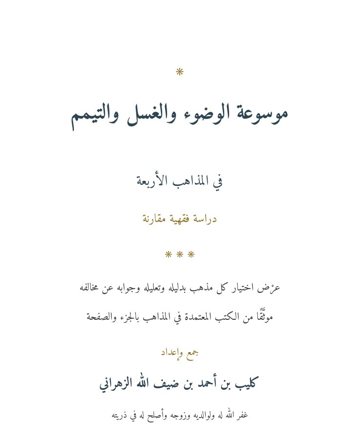 موسوعة الوضوء والغسل والتيمم
في المذاهب الأربعة
دراسة فقهية مقارنة
عرْض اختيار كل مذهب بدليله وتعليله وجوابه عن مخالفه
موثَّقًا من الكتب المعتمدة في المذاهب بالجزء والصفحة
جمع وإعداد
كليب بن أحمد بن ضيف الله الزهراني
غفر الله له ولوالديه وزوجه وأصلح له في ذريته